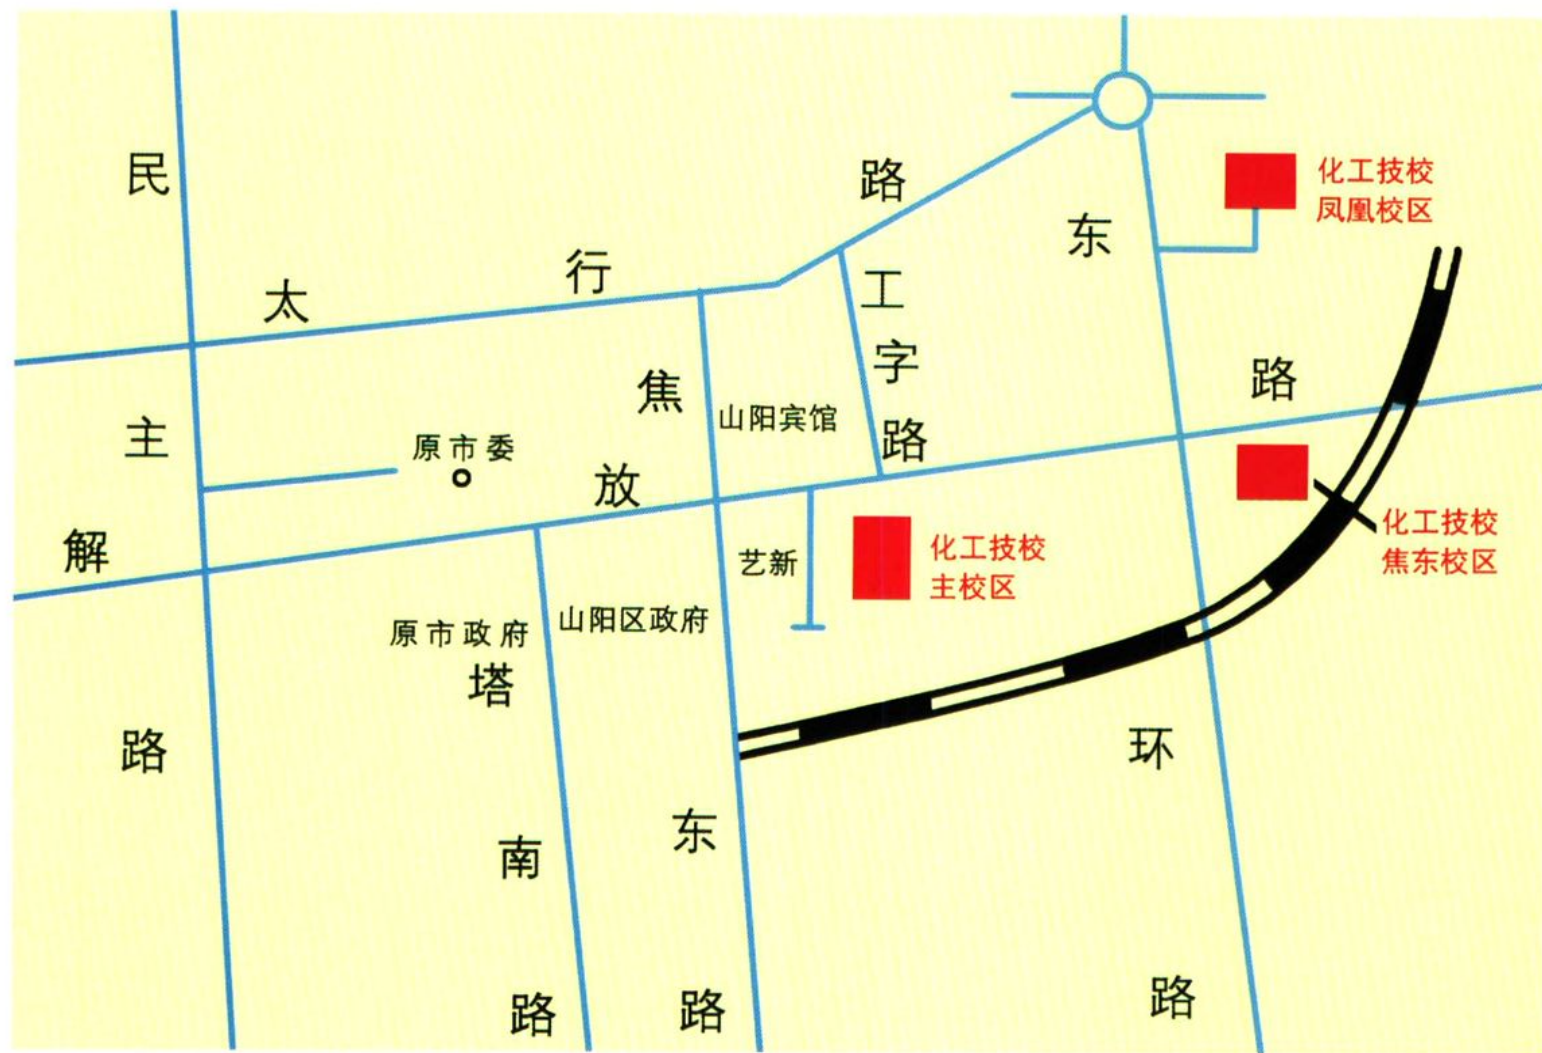 民主路
太行路
解放路
工字路
焦东路
塔南路
东环路
化工技校
凤凰校区
山阳宾馆
原市委
化工技校
焦东校区
艺新
化工技校
主校区
原市政府
山阳区政府